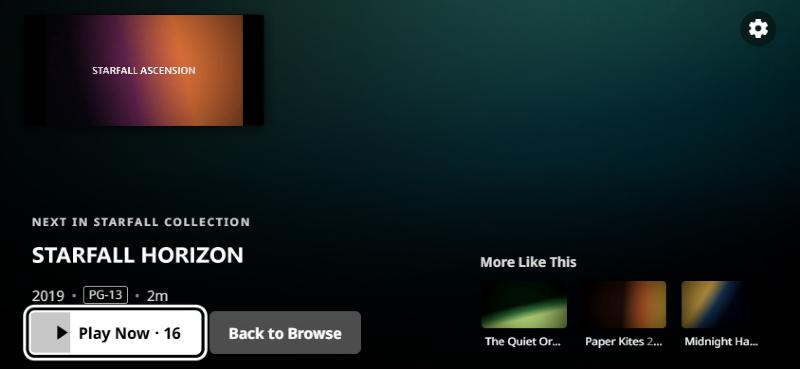 STARFALL ASCENSION
NEXT IN STARFALL COLLECTION
STARFALL HORIZON
2019 • PG-13 • 2m
Play Now · 16
Back to Browse
More Like This
The Quiet Or...
Paper Kites 2...
Midnight Ha...